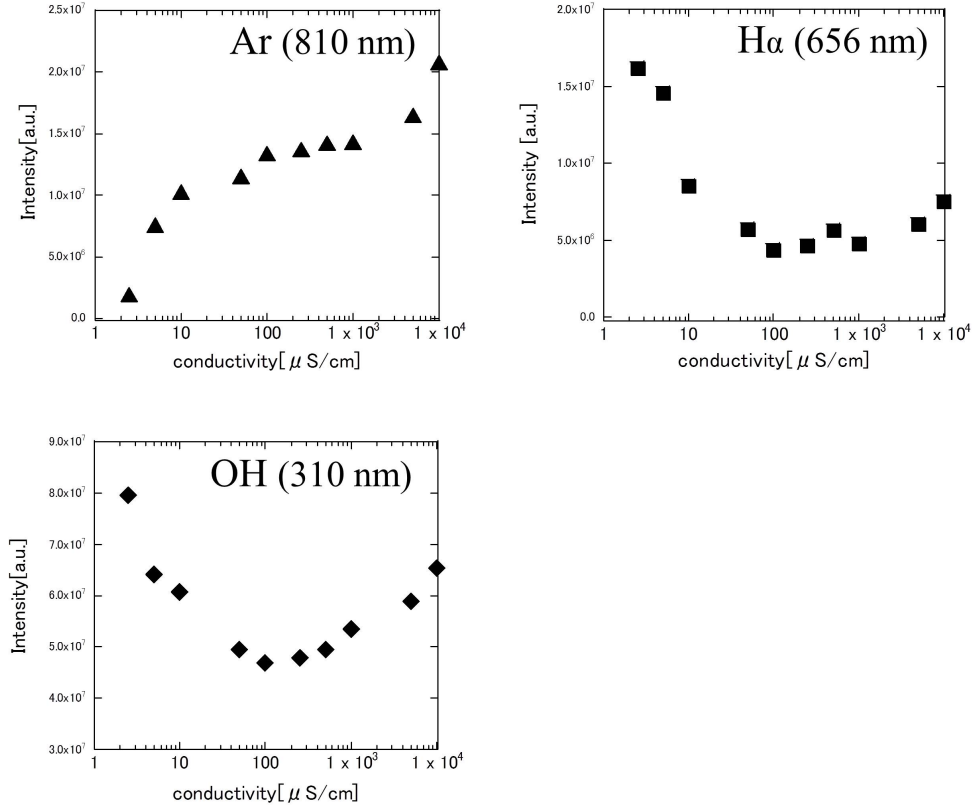 Ar (810 nm)
2.5x10⁷
2.0x10⁷
1.5x10⁷
1.0x10⁷
5.0x10⁶
0.0
Intensity[a.u.]
1 10 100 1 x 10³ 1 x 10⁴
conductivity[ μ S/cm]
Hα (656 nm)
2.0x10⁷
1.5x10⁷
1.0x10⁷
5.0x10⁶
0.0
Intensity [a.u.]
1 10 100 1 x 10³ 1 x 10⁴
conductivity[ μ S/cm]
OH (310 nm)
9.0x10⁷
8.0x10⁷
7.0x10⁷
6.0x10⁷
5.0x10⁷
4.0x10⁷
3.0x10⁷
Intensity[a.u.]
1 10 100 1 x 10³ 1 x 10⁴
conductivity[ μ S/cm]